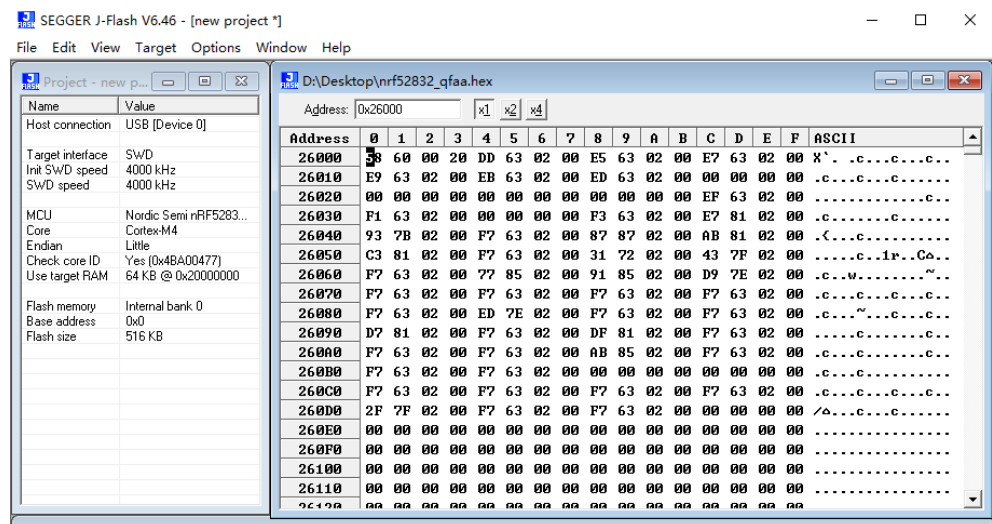 SEGGER J-Flash V6.46 - [new project *]
File Edit View Target Options Window Help
Project - new p...
Name Value
Host connection USB [Device 0]
Target interface SWD
Init SWD speed 4000 kHz
SWD speed 4000 kHz
MCU Nordic Semi nRF5283...
Core Cortex-M4
Endian Little
Check core ID Yes (0x4BA00477)
Use target RAM 64 KB @ 0x20000000
Flash memory Internal bank 0
Base address 0x0
Flash size 516 KB
D:\Desktop\nrf52832_qfaa.hex
Address: 0x26000 x1 x2 x4
Address 0 1 2 3 4 5 6 7 8 9 A B C D E F ASCII
26000 58 60 00 20 DD 63 02 00 E5 63 02 00 E7 63 02 00 X`. .c...c...c..
26010 E9 63 02 00 EB 63 02 00 ED 63 02 00 00 00 00 00 .c...c...c......
26020 00 00 00 00 00 00 00 00 00 00 00 00 EF 63 02 00 .............c..
26030 F1 63 02 00 00 00 00 00 F3 63 02 00 E7 81 02 00 .c.......c......
26040 93 7B 02 00 F7 63 02 00 87 87 02 00 AB 81 02 00 .{...c..........
26050 C3 81 02 00 F7 63 02 00 31 72 02 00 43 7F 02 00 .....c..1r..C⌂..
26060 F7 63 02 00 77 85 02 00 91 85 02 00 D9 7E 02 00 .c..w........~..
26070 F7 63 02 00 F7 63 02 00 F7 63 02 00 F7 63 02 00 .c...c...c...c..
26080 F7 63 02 00 ED 7E 02 00 F7 63 02 00 F7 63 02 00 .c...~...c...c..
26090 D7 81 02 00 F7 63 02 00 DF 81 02 00 F7 63 02 00 .....c.......c..
260A0 F7 63 02 00 F7 63 02 00 AB 85 02 00 F7 63 02 00 .c...c.......c..
260B0 F7 63 02 00 F7 63 02 00 00 00 00 00 00 00 00 00 .c...c..........
260C0 F7 63 02 00 F7 63 02 00 F7 63 02 00 F7 63 02 00 .c...c...c...c..
260D0 2F 7F 02 00 F7 63 02 00 F7 63 02 00 00 00 00 00 /⌂...c...c......
260E0 00 00 00 00 00 00 00 00 00 00 00 00 00 00 00 00 ................
260F0 00 00 00 00 00 00 00 00 00 00 00 00 00 00 00 00 ................
26100 00 00 00 00 00 00 00 00 00 00 00 00 00 00 00 00 ................
26110 00 00 00 00 00 00 00 00 00 00 00 00 00 00 00 00 ................